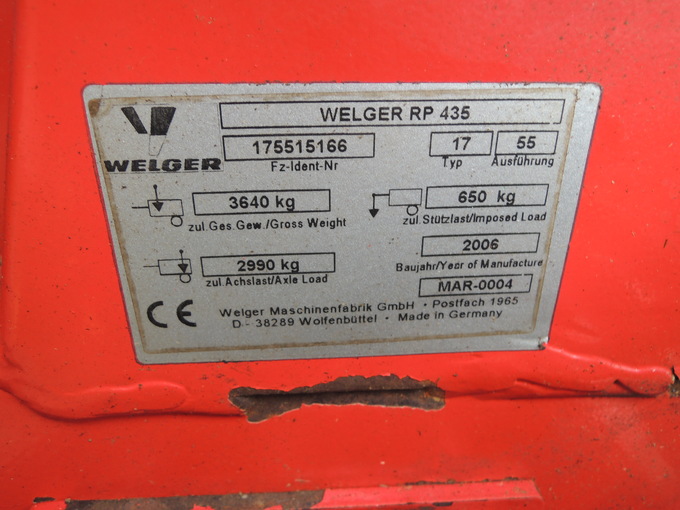 WELGER RP 435
WELGER
175515166
17
55
Fz-Ident-Nr
Typ
Ausführung
3640 kg
650 kg
zul.Ges.Gew./Gross Weight
zul.Stützlast/Imposed Load
2990 kg
2006
zul.Achslast/Axle Load
Baujahr/Year of Manufacture
MAR-0004
CE
Welger Maschinenfabrik GmbH · Postfach 1965
D - 38289 Wolfenbüttel · Made in Germany